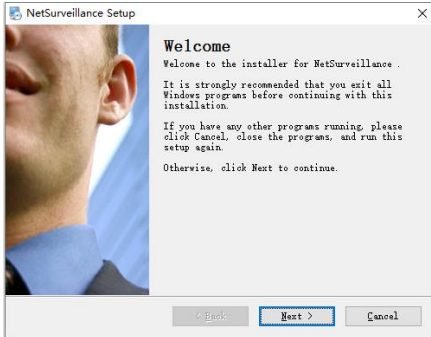 NetSurveillance Setup
Welcome
Welcome to the installer for NetSurveillance .
It is strongly recommended that you exit all
Windows programs before continuing with this
installation.
If you have any other programs running, please
click Cancel, close the programs, and run this
setup again.
Otherwise, click Next to continue.
< Back
Next >
Cancel